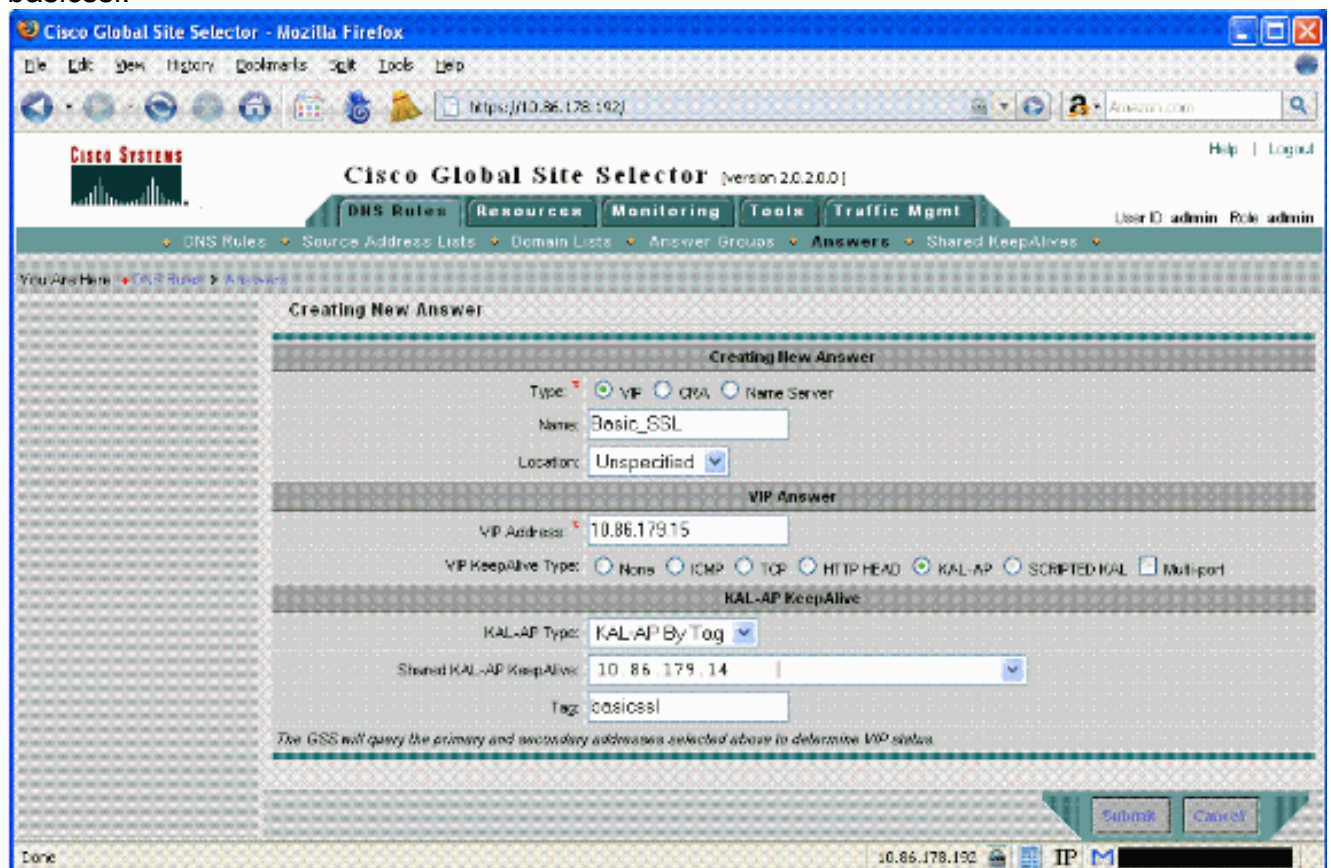 basicssl.
Cisco Global Site Selector - Mozilla Firefox
File Edit View History Bookmarks Split Tools Help
https://10.86.178.192/
Amazon.com
Help | Logout
CISCO SYSTEMS
Cisco Global Site Selector [version 2.0.2.0.0]
DNS Rules Resources Monitoring Tools Traffic Mgmt
User ID: admin Role: admin
DNS Rules Source Address Lists Domain Lists Answer Groups Answers Shared KeepAlives
You Are Here: DNS Rules > Answers
Creating New Answer
Creating New Answer
Type: * VIP CRA Name Server
Name: Basic_SSL
Location: Unspecified
VIP Answer
VIP Address: * 10.86.179.15
VIP KeepAlive Type: None ICMP TCP HTTP HEAD KAL-AP SCRIPTED KAL Multi-port
KAL-AP KeepAlive
KAL-AP Type: KAL-AP By Tag
Shared KAL-AP KeepAlive: 10.86.179.14
Tag: basicssl
The GSS will query the primary and secondary addresses selected above to determine VIP status.
Submit Cancel
Done
10.86.178.192 IP